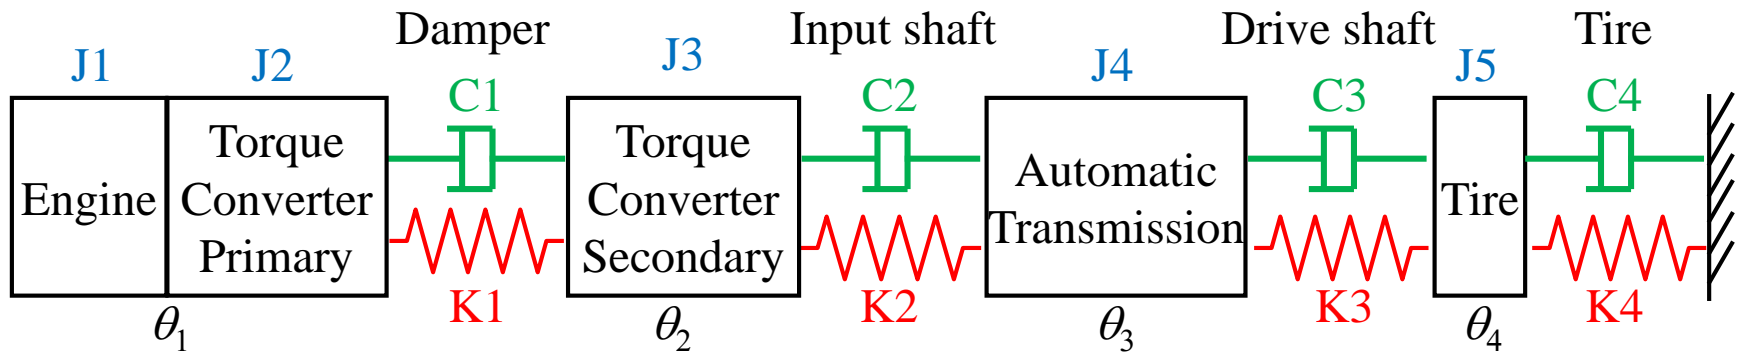 Damper
Input shaft
Drive shaft
Tire
J1
J2
J3
J4
J5
C1
C2
C3
C4
Engine
Torque
Converter
Primary
Torque
Converter
Secondary
Automatic
Transmission
Tire
K1
K2
K3
K4
θ1
θ2
θ3
θ4